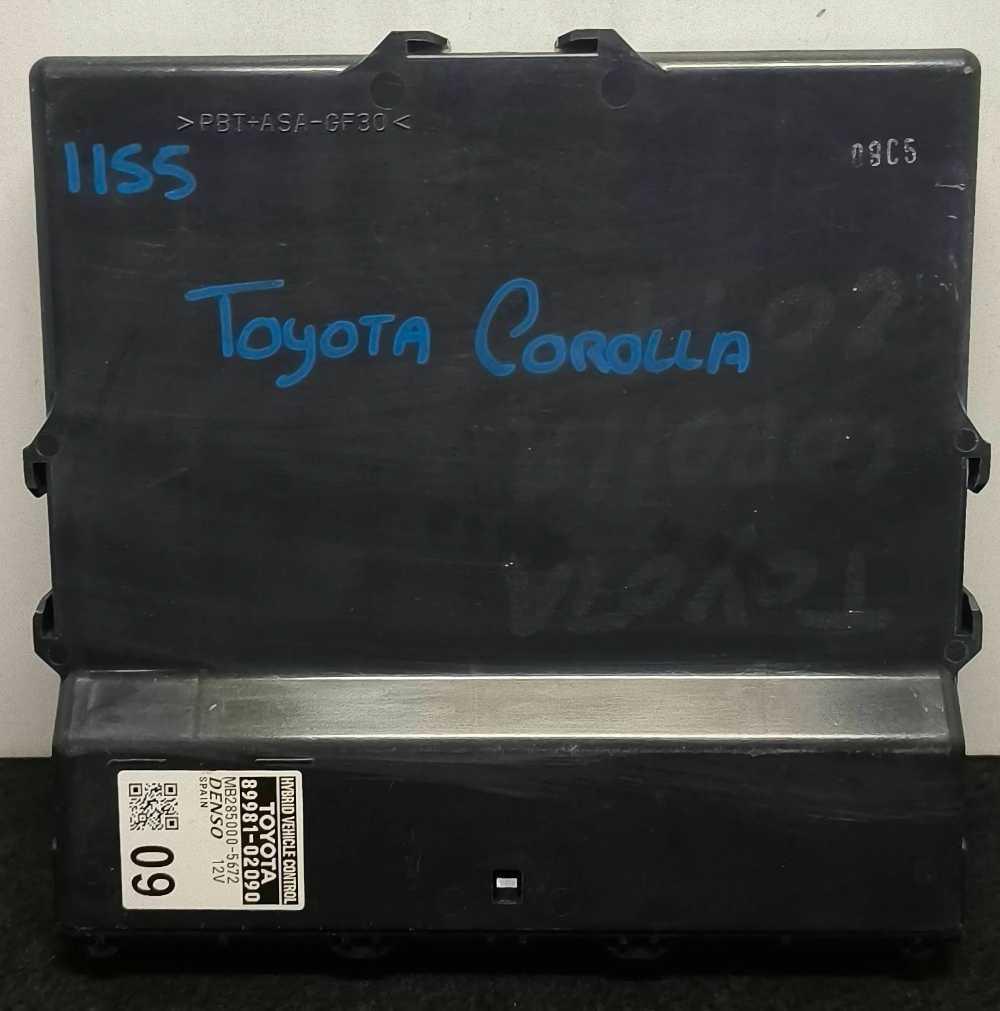 >PBT+ASA-GF30<
09C5
1155
TOYOTA COROLLA
TOYOTA
HYBRID VEHICLE CONTROL
TOYOTA
89981-02090
MB285000-5672
DENSO 12V
SPAIN
09